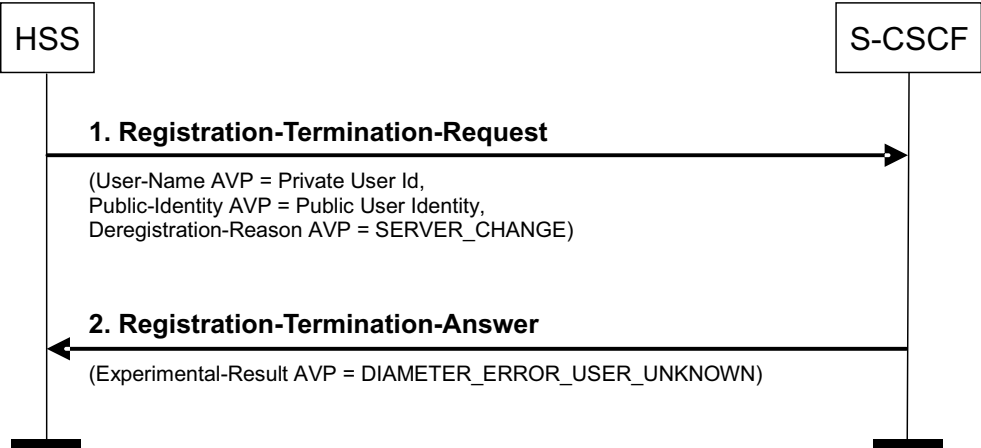 HSS
S-CSCF
1. Registration-Termination-Request
(User-Name AVP = Private User Id,
Public-Identity AVP = Public User Identity,
Deregistration-Reason AVP = SERVER_CHANGE)
2. Registration-Termination-Answer
(Experimental-Result AVP = DIAMETER_ERROR_USER_UNKNOWN)